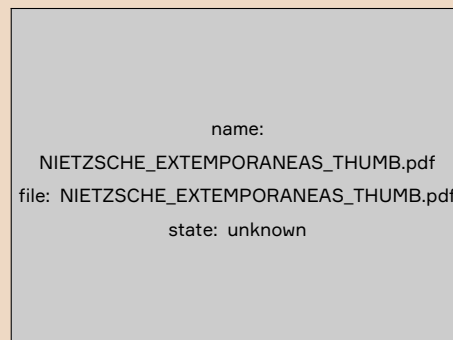 name:
NIETZSCHE_EXTEMPORANEAS_THUMB.pdf
file: NIETZSCHE_EXTEMPORANEAS_THUMB.pdf
state: unknown